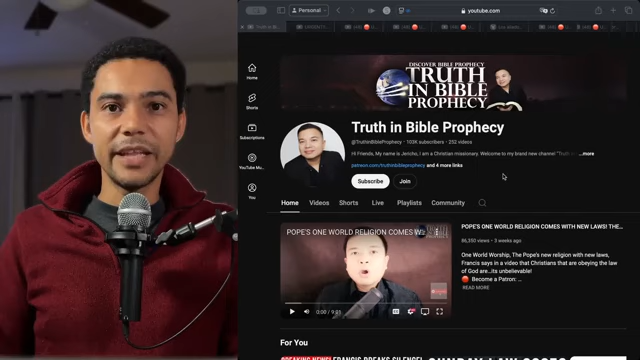 Personal
youtube.com
Home
Shorts
Subscriptions
YouTube Mu...
You
DISCOVER BIBLE PROPHECY
TRUTH
IN BIBLE
PROPHECY
Truth in Bible Prophecy
@TruthinBibleProphecy · 103K subscribers · 252 videos
Hi Friends, My name is Jericho, I am a Christian missionary. Welcome to my brand new channel "Truth ...more
patreon.com/truthinbibleprophecy and 4 more links
Subscribe
Join
Home Videos Shorts Live Playlists Community
POPE'S ONE WORLD RELIGION COMES W
0:00 / 9:01
POPE'S ONE WORLD RELIGION COMES WITH NEW LAWS! THE...
86,350 views · 3 weeks ago
One World Worship, The Pope's new religion with new laws,
Francis says in a video that Christians that are obeying the law
of God are..its unbelievable!
Become a Patron: ...
READ MORE
For You